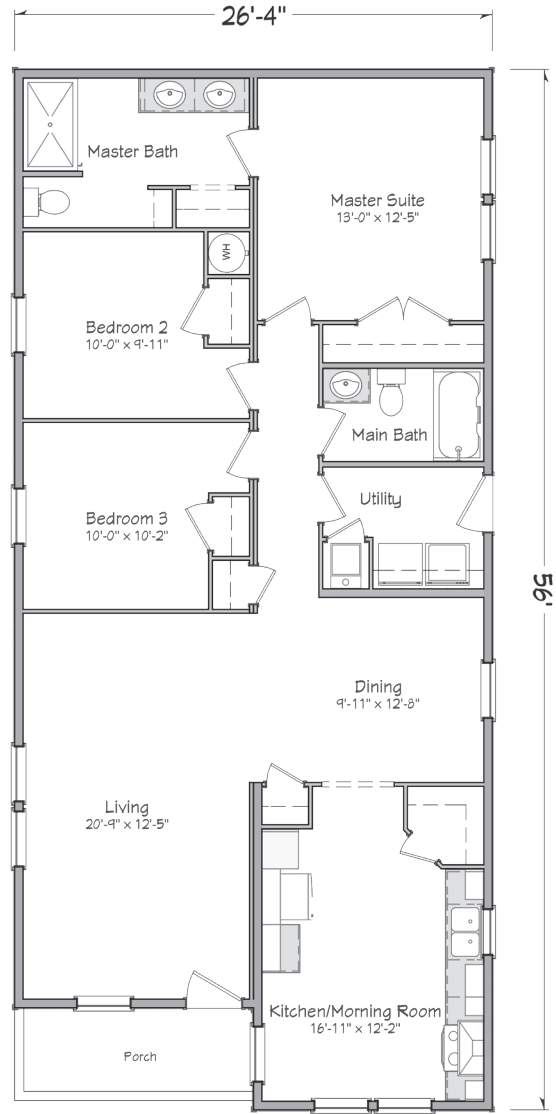 26'-4"
Master Bath
Master Suite
13'-0" x 12'-5"
WH
Bedroom 2
10'-0" x 9'-11"
Main Bath
Utility
Bedroom 3
10'-0" x 10'-2"
56'
Dining
9'-11" x 12'-8"
Living
20'-9" x 12'-5"
Kitchen/Morning Room
16'-11" x 12'-2"
Porch